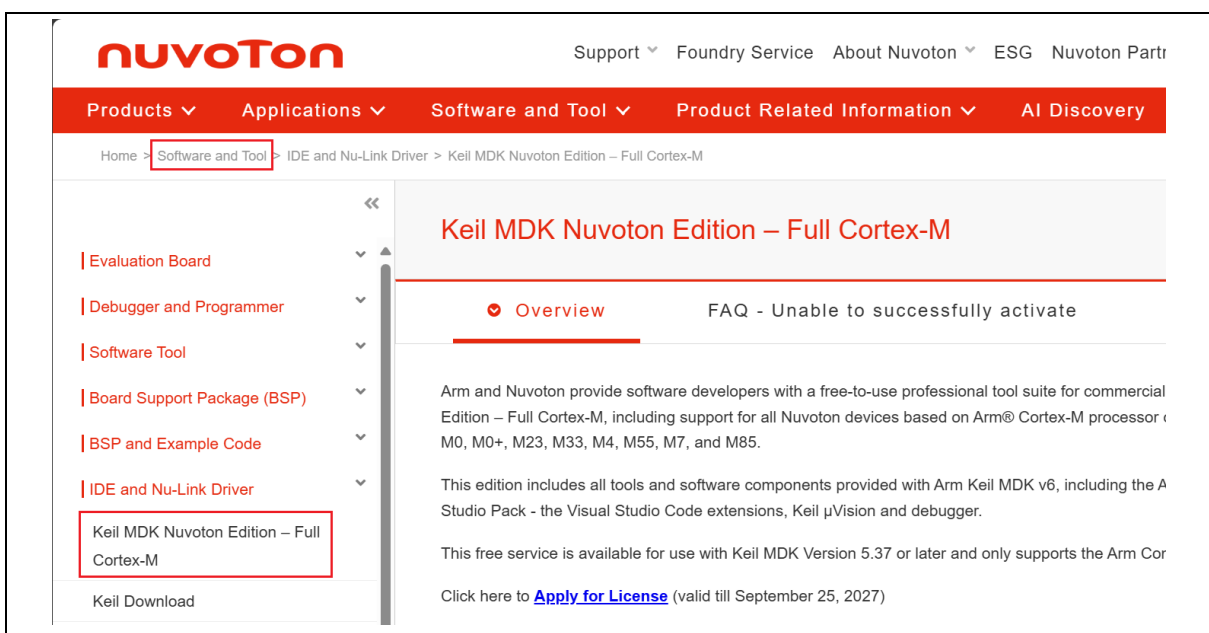 nuvoTon
Support Foundry Service About Nuvoton ESG Nuvoton Partr
Products Applications Software and Tool Product Related Information AI Discovery
Home > Software and Tool > IDE and Nu-Link Driver > Keil MDK Nuvoton Edition – Full Cortex-M
«
Evaluation Board
Debugger and Programmer
Software Tool
Board Support Package (BSP)
BSP and Example Code
IDE and Nu-Link Driver
Keil MDK Nuvoton Edition – Full
Cortex-M
Keil Download
Keil MDK Nuvoton Edition – Full Cortex-M
Overview FAQ - Unable to successfully activate
Arm and Nuvoton provide software developers with a free-to-use professional tool suite for commercial
Edition – Full Cortex-M, including support for all Nuvoton devices based on Arm® Cortex-M processor
M0, M0+, M23, M33, M4, M55, M7, and M85.
This edition includes all tools and software components provided with Arm Keil MDK v6, including the A
Studio Pack - the Visual Studio Code extensions, Keil µVision and debugger.
This free service is available for use with Keil MDK Version 5.37 or later and only supports the Arm Cor
Click here to Apply for License (valid till September 25, 2027)